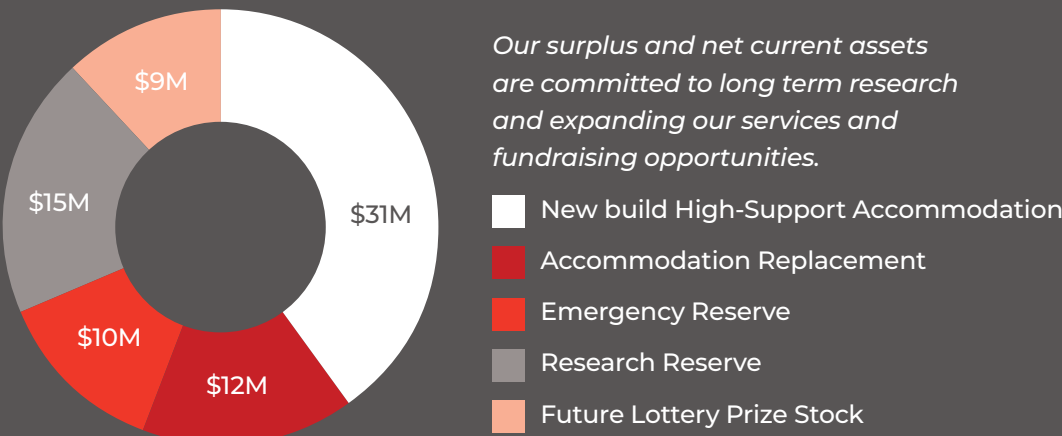 Our surplus and net current assets
are committed to long term research
and expanding our services and
fundraising opportunities.
New build High-Support Accommodation
Accommodation Replacement
Emergency Reserve
Research Reserve
Future Lottery Prize Stock
$9M
$15M
$31M
$10M
$12M